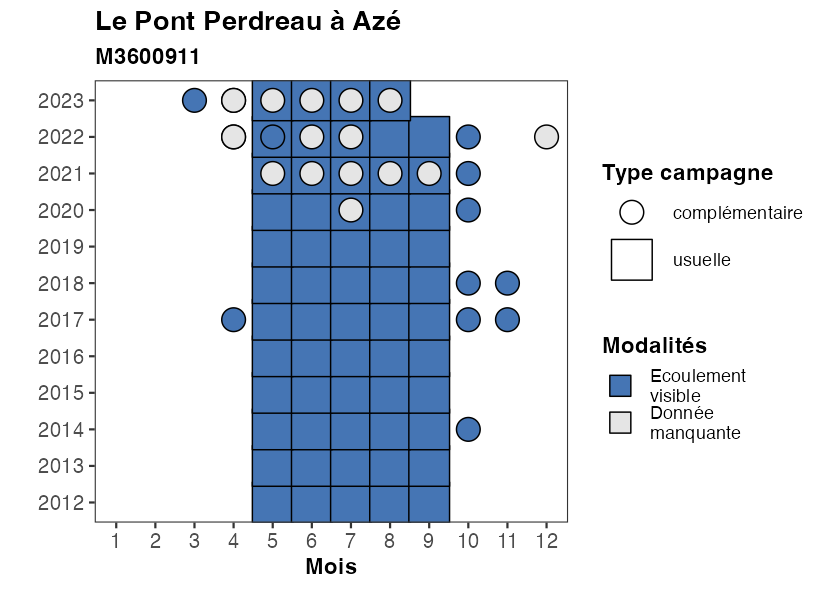 Le Pont Perdreau à Azé
M3600911
2023
2022
2021
2020
2019
2018
2017
2016
2015
2014
2013
2012
1 2 3 4 5 6 7 8 9 10 11 12
Mois
Type campagne
complémentaire
usuelle
Modalités
Ecoulement
visible
Donnée
manquante